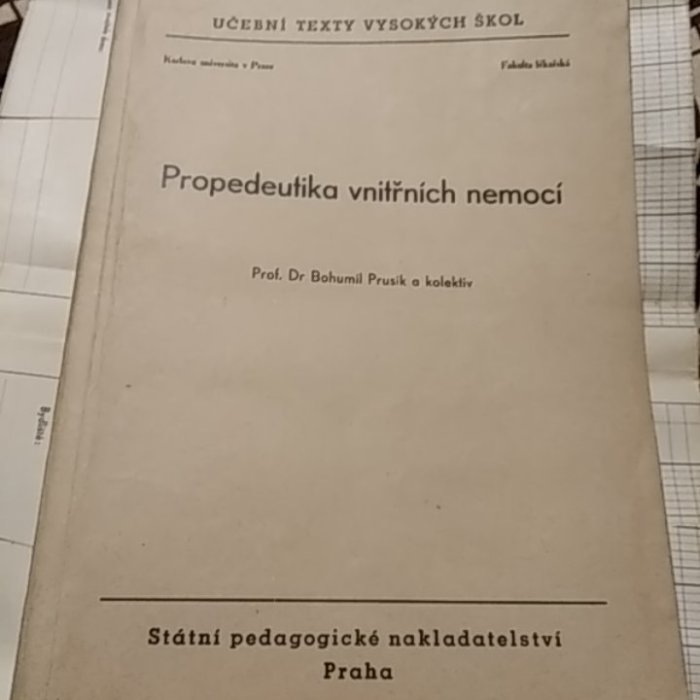 UČEBNÍ TEXTY VYSOKÝCH ŠKOL
Karlova universita v Praze
Fakulta lékařská
Propedeutika vnitřních nemocí
Prof. Dr Bohumil Prusík a kolektiv
Bydliště:
Státní pedagogické nakladatelství
Praha